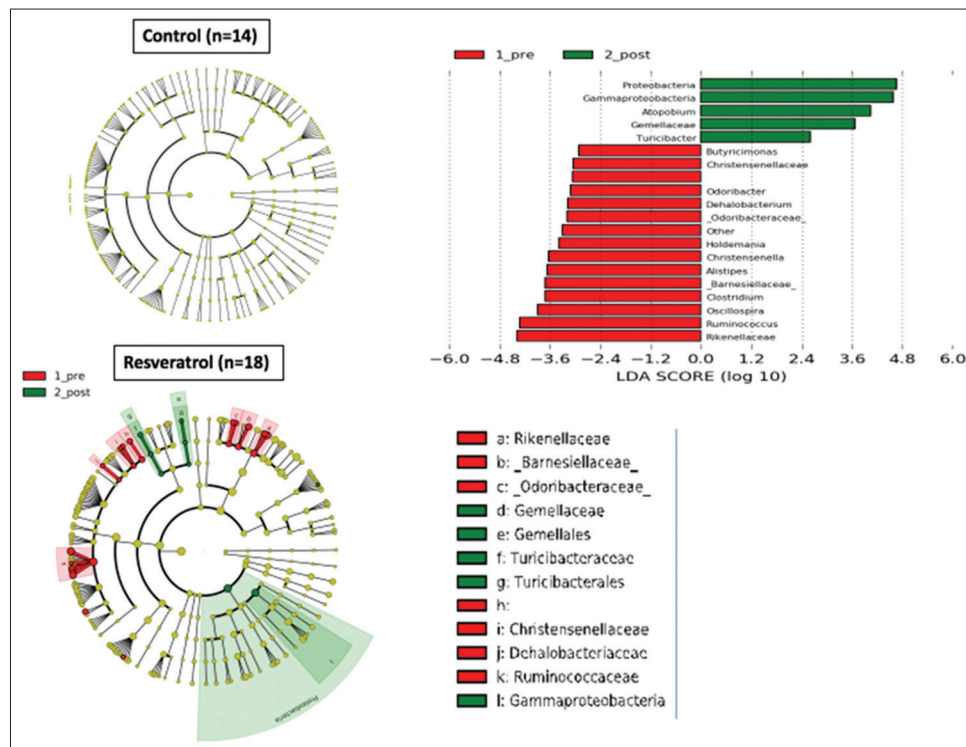 Control (n=14)
1_pre
2_post
Proteobacteria
Gammaproteobacteria
Atopobium
Gemellaceae
Turicibacter
Butyricimonas
Christensenellaceae
Odoribacter
Dehalobacterium
_Odoribacteraceae_
Other
Holdemania
Christensenella
Alistipes
_Barnesiellaceae_
Clostridium
Oscillospira
Ruminococcus
Rikenellaceae
−6.0 −4.8 −3.6 −2.4 −1.2 0.0 1.2 2.4 3.6 4.8 6.0
LDA SCORE (log 10)
Resveratrol (n=18)
1_pre
2_post
Proteobacteria
a: Rikenellaceae
b: _Barnesiellaceae_
c: _Odoribacteraceae_
d: Gemellaceae
e: Gemellales
f: Turicibacteraceae
g: Turicibacterales
h:
i: Christensenellaceae
j: Dehalobacteriaceae
k: Ruminococcaceae
l: Gammaproteobacteria